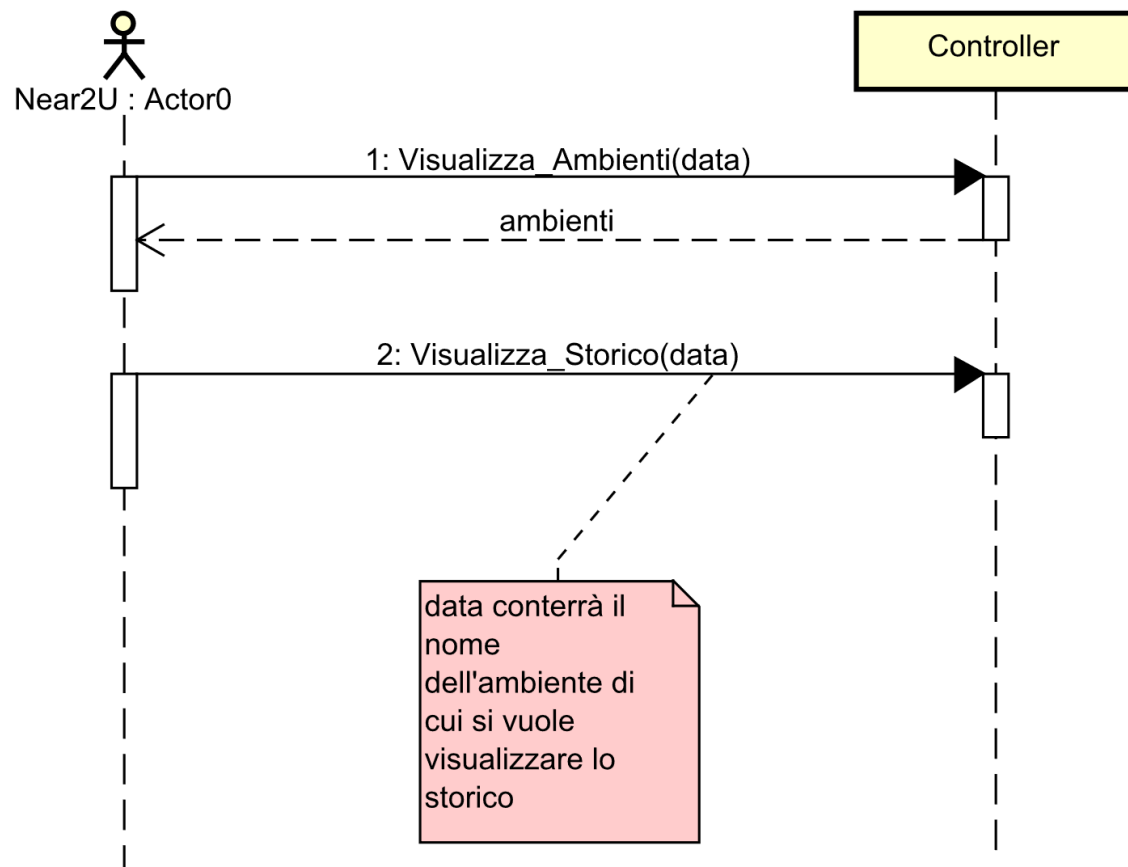 Controller
Near2U : Actor0
1: Visualizza_Ambienti(data)
ambienti
2: Visualizza_Storico(data)
data conterrà il
nome
dell'ambiente di
cui si vuole
visualizzare lo
storico